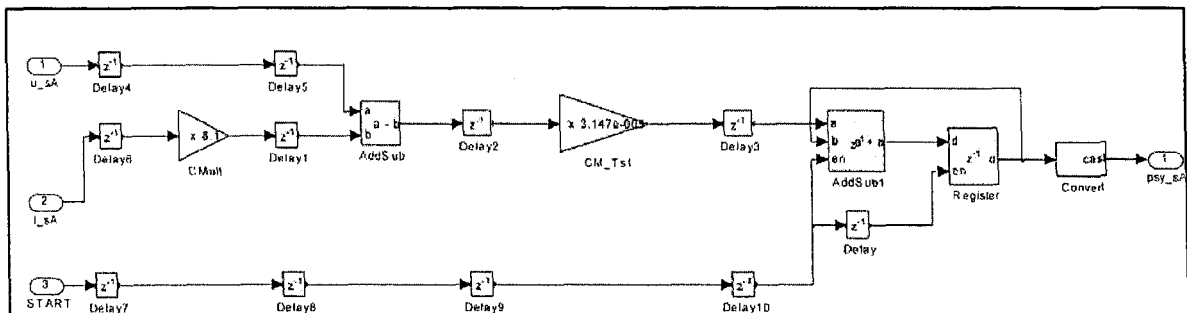 1
u_sA
z⁻¹
Delay4
z⁻¹
Delay5
2
i_sA
z⁻¹
Delay6
x 8.1
CMult
z⁻¹
Delay1
a
b
a - b
AddSub
z⁻¹
Delay2
x 3.147e-005
CM_Tst
z⁻¹
Delay3
a
b
en
AddSub1
d
en
z⁻¹
q
Register
cast
Convert
1
psy_sA
z⁻¹
Delay
3
START
z⁻¹
Delay7
z⁻¹
Delay8
z⁻¹
Delay9
Delay10